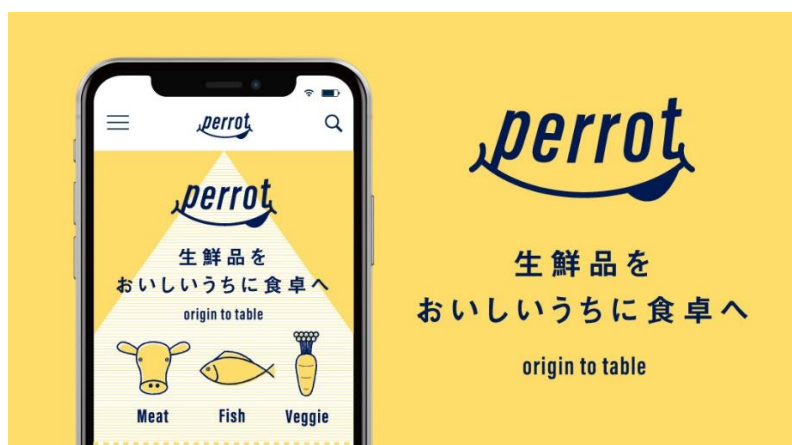 perrot
perrot
生鮮品を
おいしいうちに食卓へ
origin to table
Meat
Fish
Veggie
perrot
生鮮品を
おいしいうちに食卓へ
origin to table